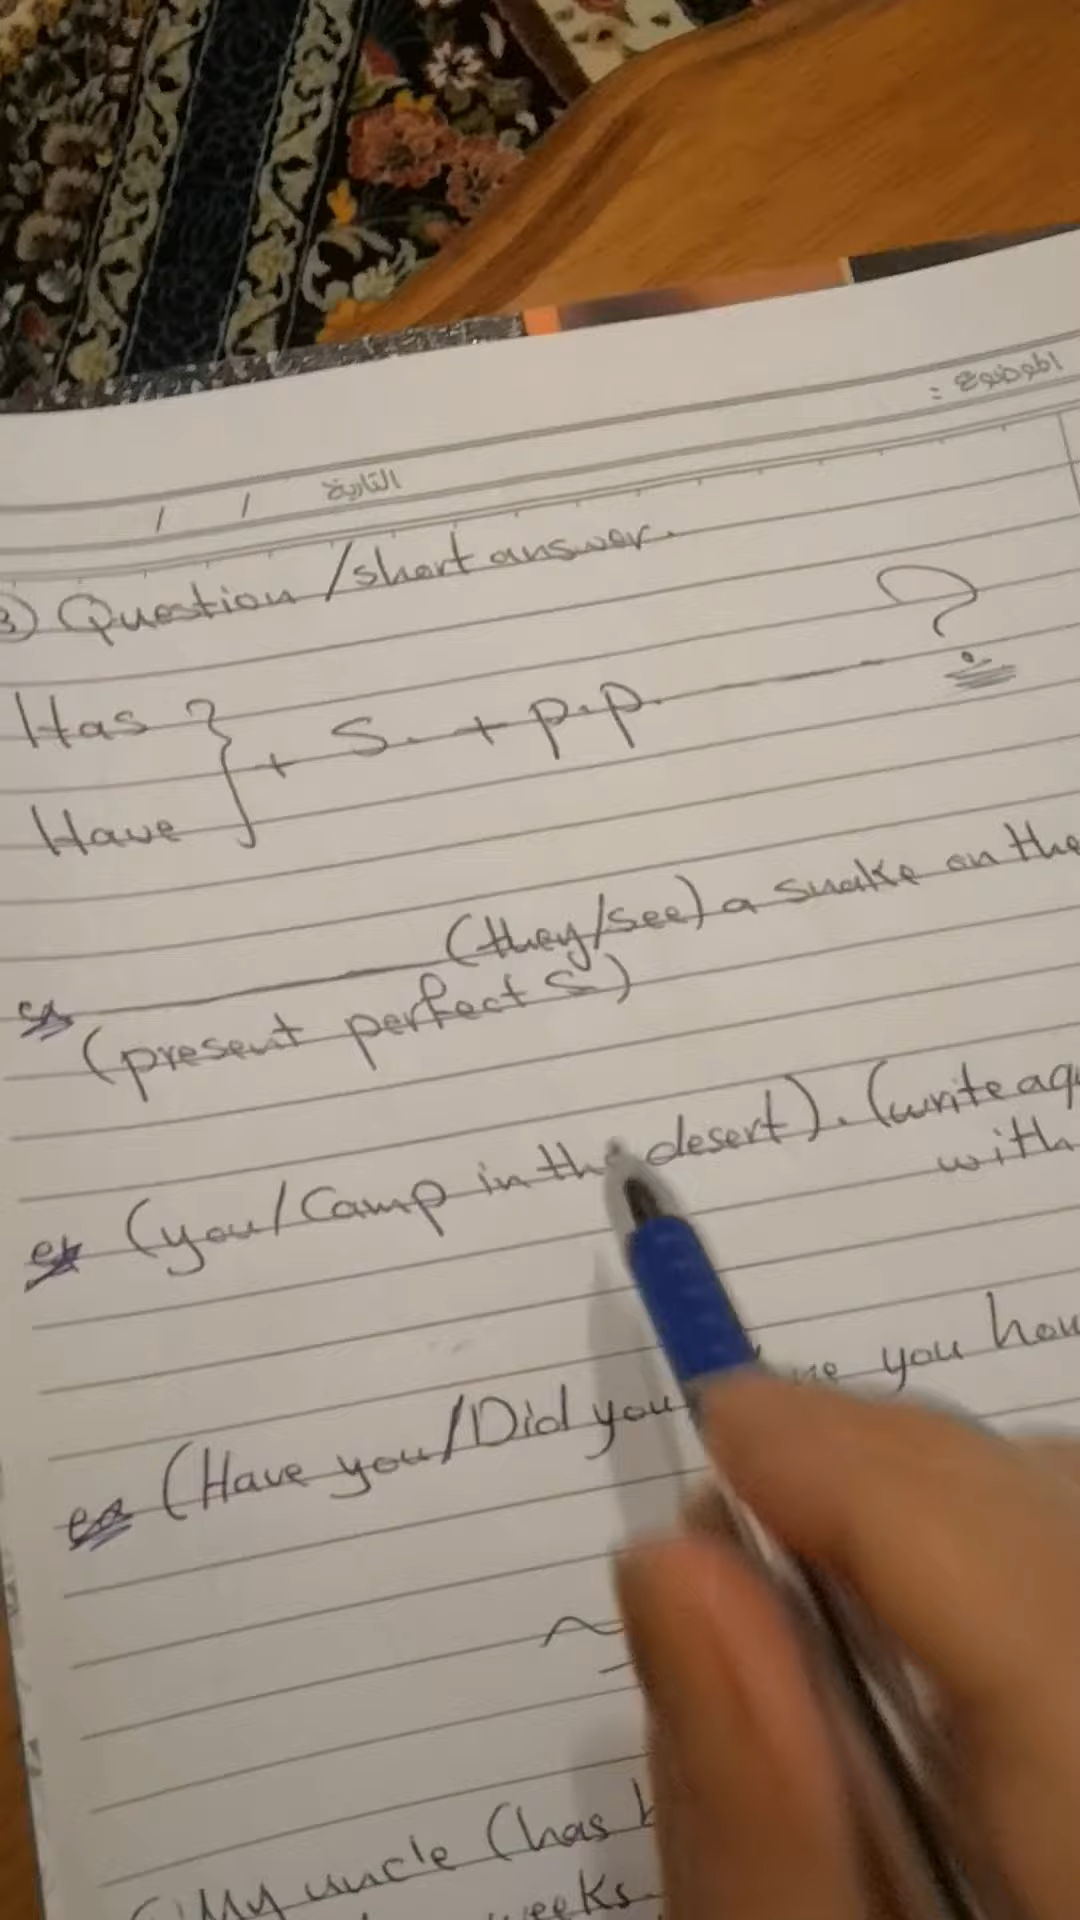 الموضوع :
/ / التاريخ
3) Question / short answer.
Has
Have } + S. + p.p. ?
ex (they/see) a snake on the
(present perfect S)
ex (you/Camp in the desert). (write
with
ex (Have you/Did you you
My uncle (has
weeks.